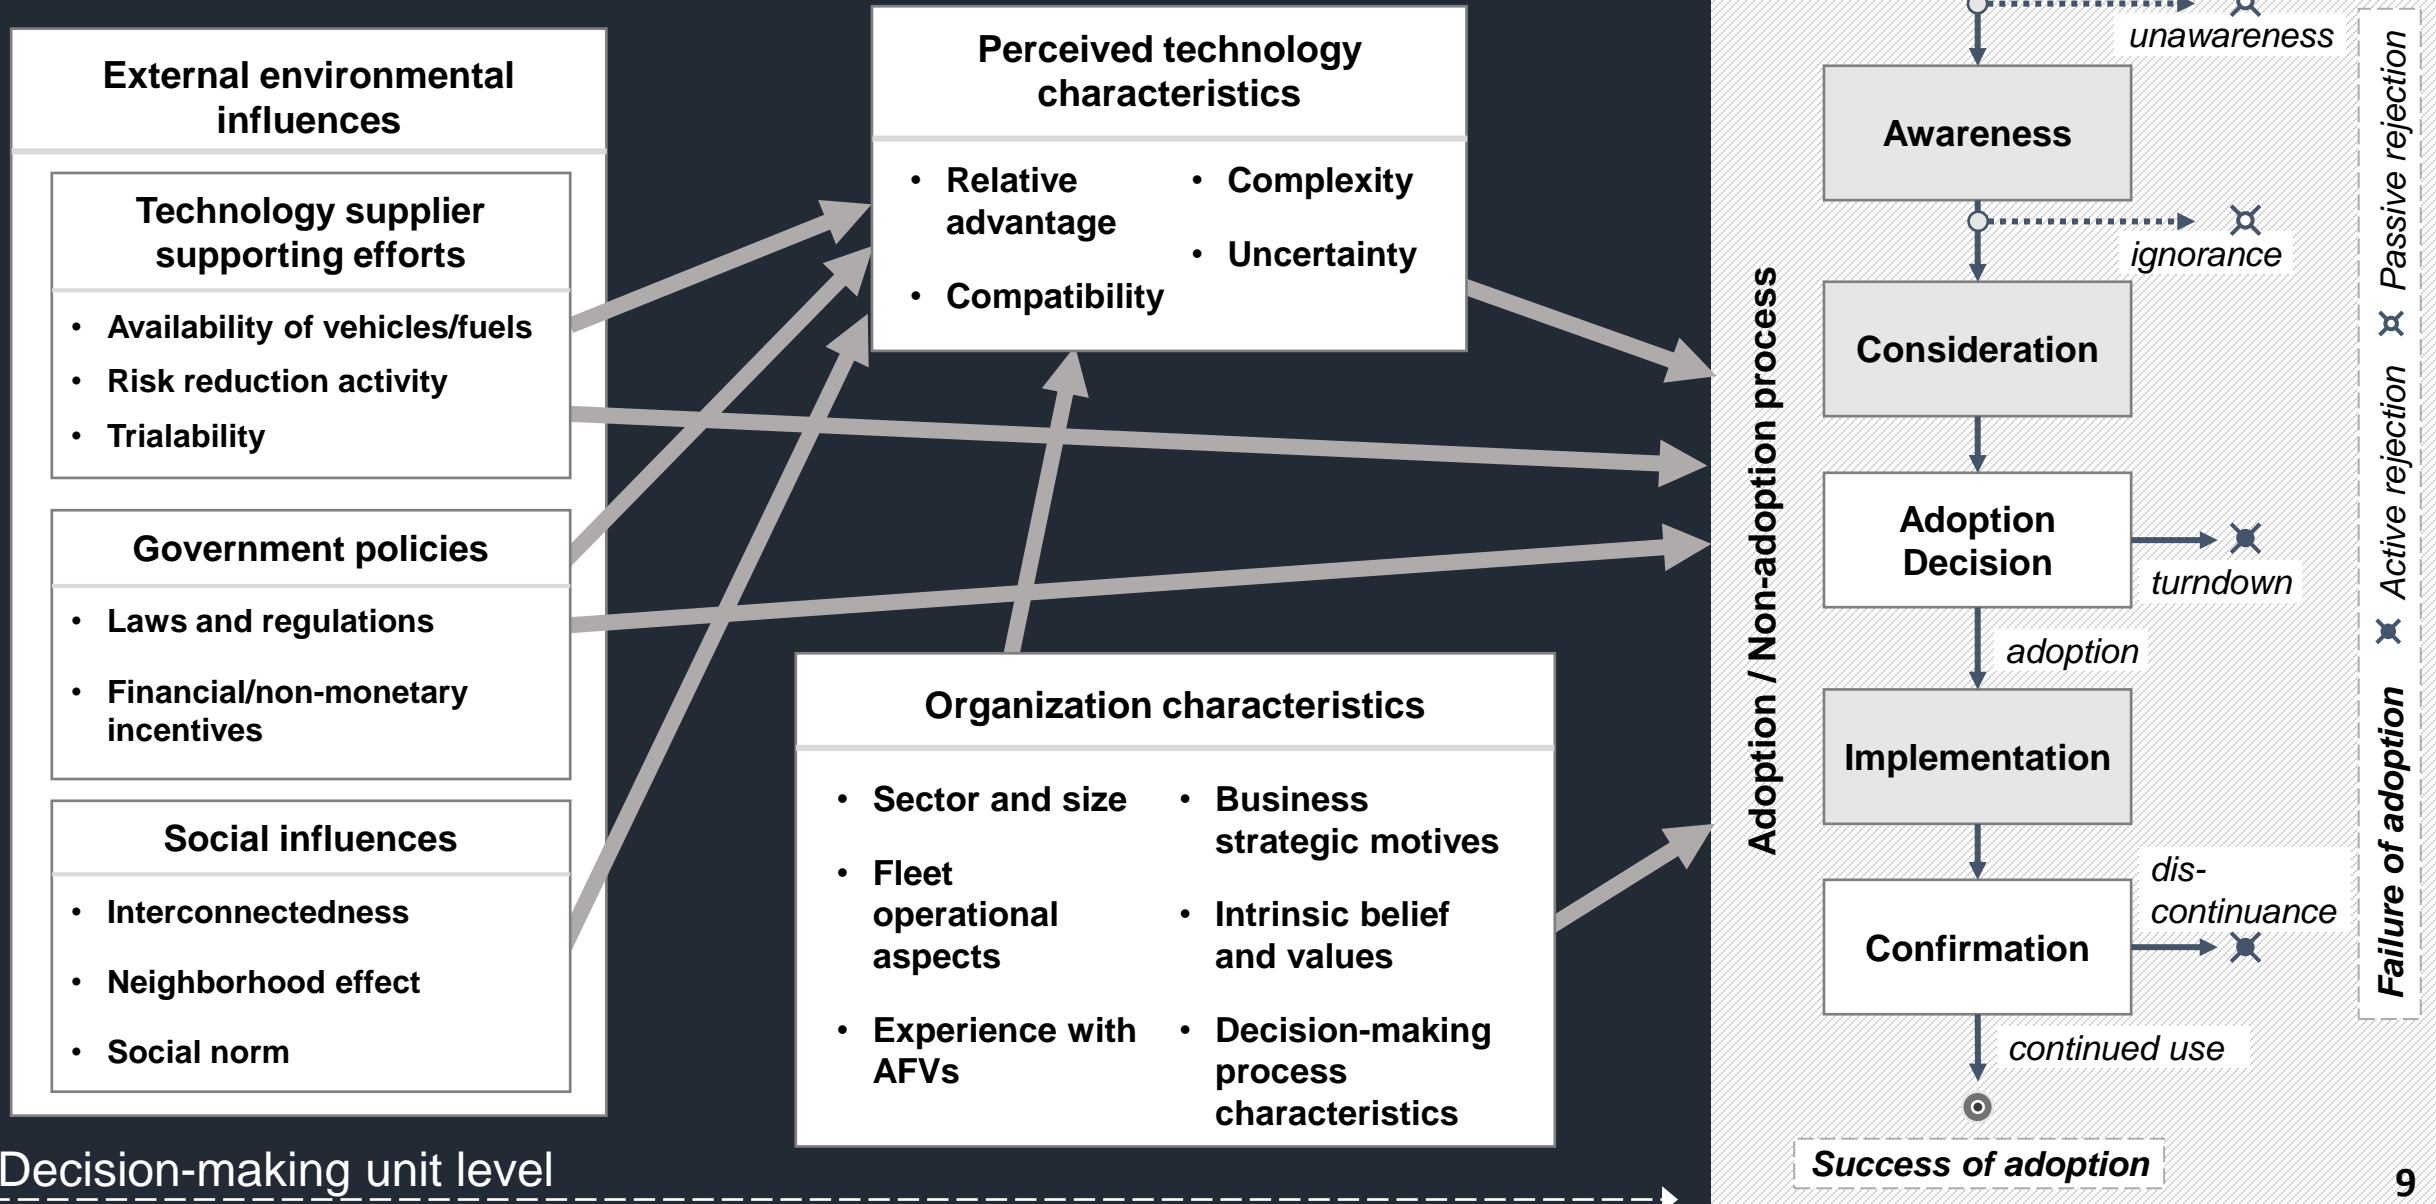 External environmental
influences
Technology supplier
supporting efforts
• Availability of vehicles/fuels
• Risk reduction activity
• Trialability
Government policies
• Laws and regulations
• Financial/non-monetary
incentives
Social influences
• Interconnectedness
• Neighborhood effect
• Social norm
Perceived technology
characteristics
• Relative
advantage
• Compatibility
• Complexity
• Uncertainty
Organization characteristics
• Sector and size
• Fleet
operational
aspects
• Experience with
AFVs
• Business
strategic motives
• Intrinsic belief
and values
• Decision-making
process
characteristics
Decision-making unit level
Adoption / Non-adoption process
unawareness
Awareness
ignorance
Consideration
Adoption
Decision
turndown
adoption
Implementation
dis-
continuance
Confirmation
continued use
Success of adoption
Failure of adoption
Active rejection
Passive rejection
9